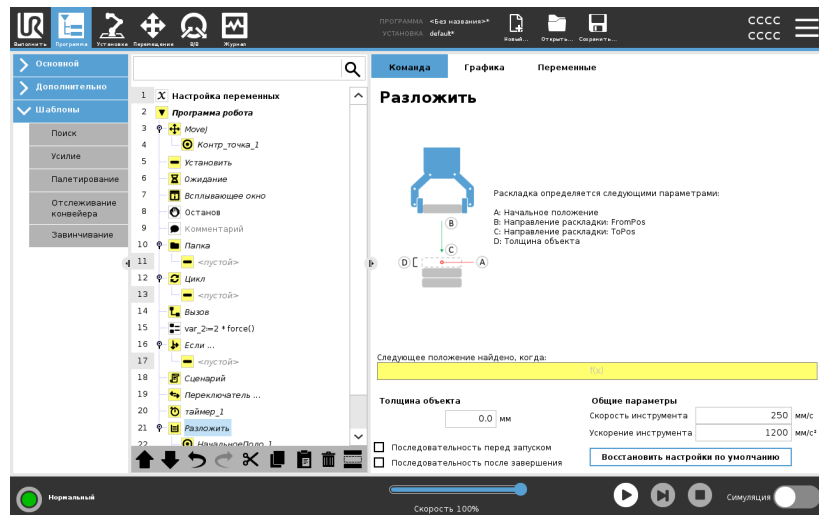 UR
Выполнить
Программа
Установка
Перемещение
В/В
Журнал
ПРОГРАММА <Без названия>*
УСТАНОВКА default*
Новый...
Открыть...
Сохранить...
cccc
cccc
Основной
Дополнительно
Шаблоны
Поиск
Усилие
Палетирование
Отслеживание
конвейера
Завинчивание
1 X Настройка переменных
2 Программа робота
3 MoveJ
4 Контр_точка_1
5 Установить
6 Ожидание
7 Всплывающее окно
8 Останов
9 Комментарий
10 Папка
11 <пустой>
12 Цикл
13 <пустой>
14 Вызов
15 var_2:=2 * force()
16 Если ...
17 <пустой>
18 Сценарий
19 Переключатель ...
20 таймер_1
21 Разложить
22 НачальноеПоло_1
Команда
Графика
Переменные
Разложить
B
C
D
A
Раскладка определяется следующими параметрами:
A: Начальное положение
B: Направление раскладки: FromPos
C: Направление раскладки: ToPos
D: Толщина объекта
Следующее положение найдено, когда:
f(x)
Толщина объекта
0.0 мм
Последовательность перед запуском
Последовательность после завершения
Общие параметры
Скорость инструмента 250 мм/с
Ускорение инструмента 1200 мм/с²
Восстановить настройки по умолчанию
Нормальный
Скорость 100%
Симуляция